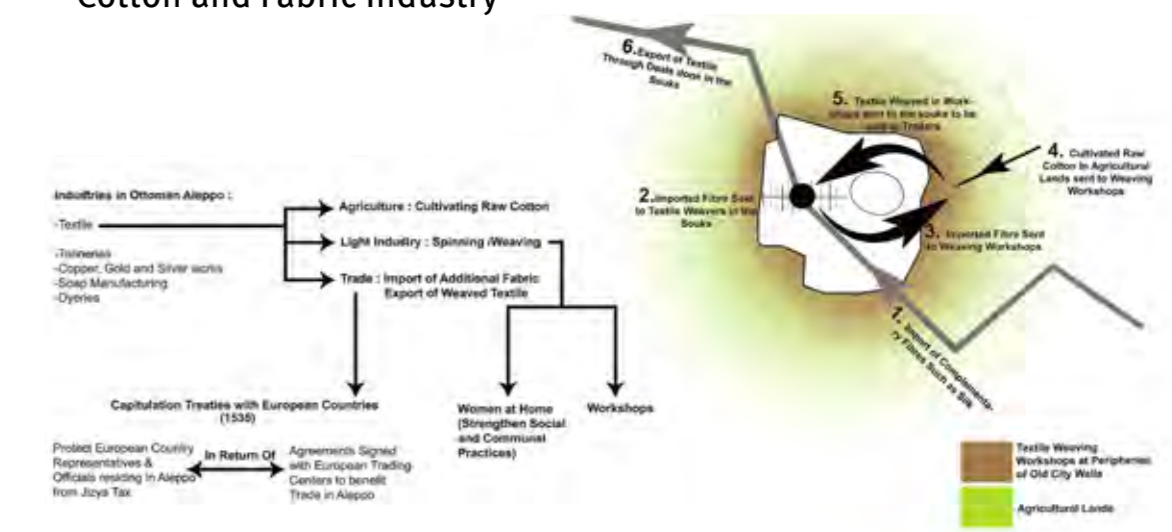 Cotton and Fabric Industry
Industries in Ottoman Aleppo :
-Textile
-Tanneries
-Copper, Gold and Silver works
-Soap Manufacturing
-Dyeries
Agriculture : Cultivating Raw Cotton
Light Industry : Spinning /Weaving
Trade : Import of Additional Fabric
Export of Weaved Textile
Capitulation Treaties with European Countries
(1535)
Protect European Country
Representatives &
Officials residing in Aleppo
from Jizya Tax
In Return Of
Agreements Signed
with European Trading
Centers to benefit
Trade in Aleppo
Women at Home
(Strengthen Social
and Communal
Practices)
Workshops
6.Export of Textile
Through Deals done in the
Souks
5. Textile Weaved in Work-
shops sent to the souks to be
sold to Traders
4. Cultivated Raw
Cotton in Agricultural
Lands sent to Weaving
Workshops
2.Imported Fibre Sent
to Textile Weavers in the
Souks
3. Imported Fibre Sent
to Weaving Workshops
1. Import of Complementa-
ry Fibres Such as Silk
Textile Weaving
Workshops at Peripheries
of Old City Walls
Agricultural Lands